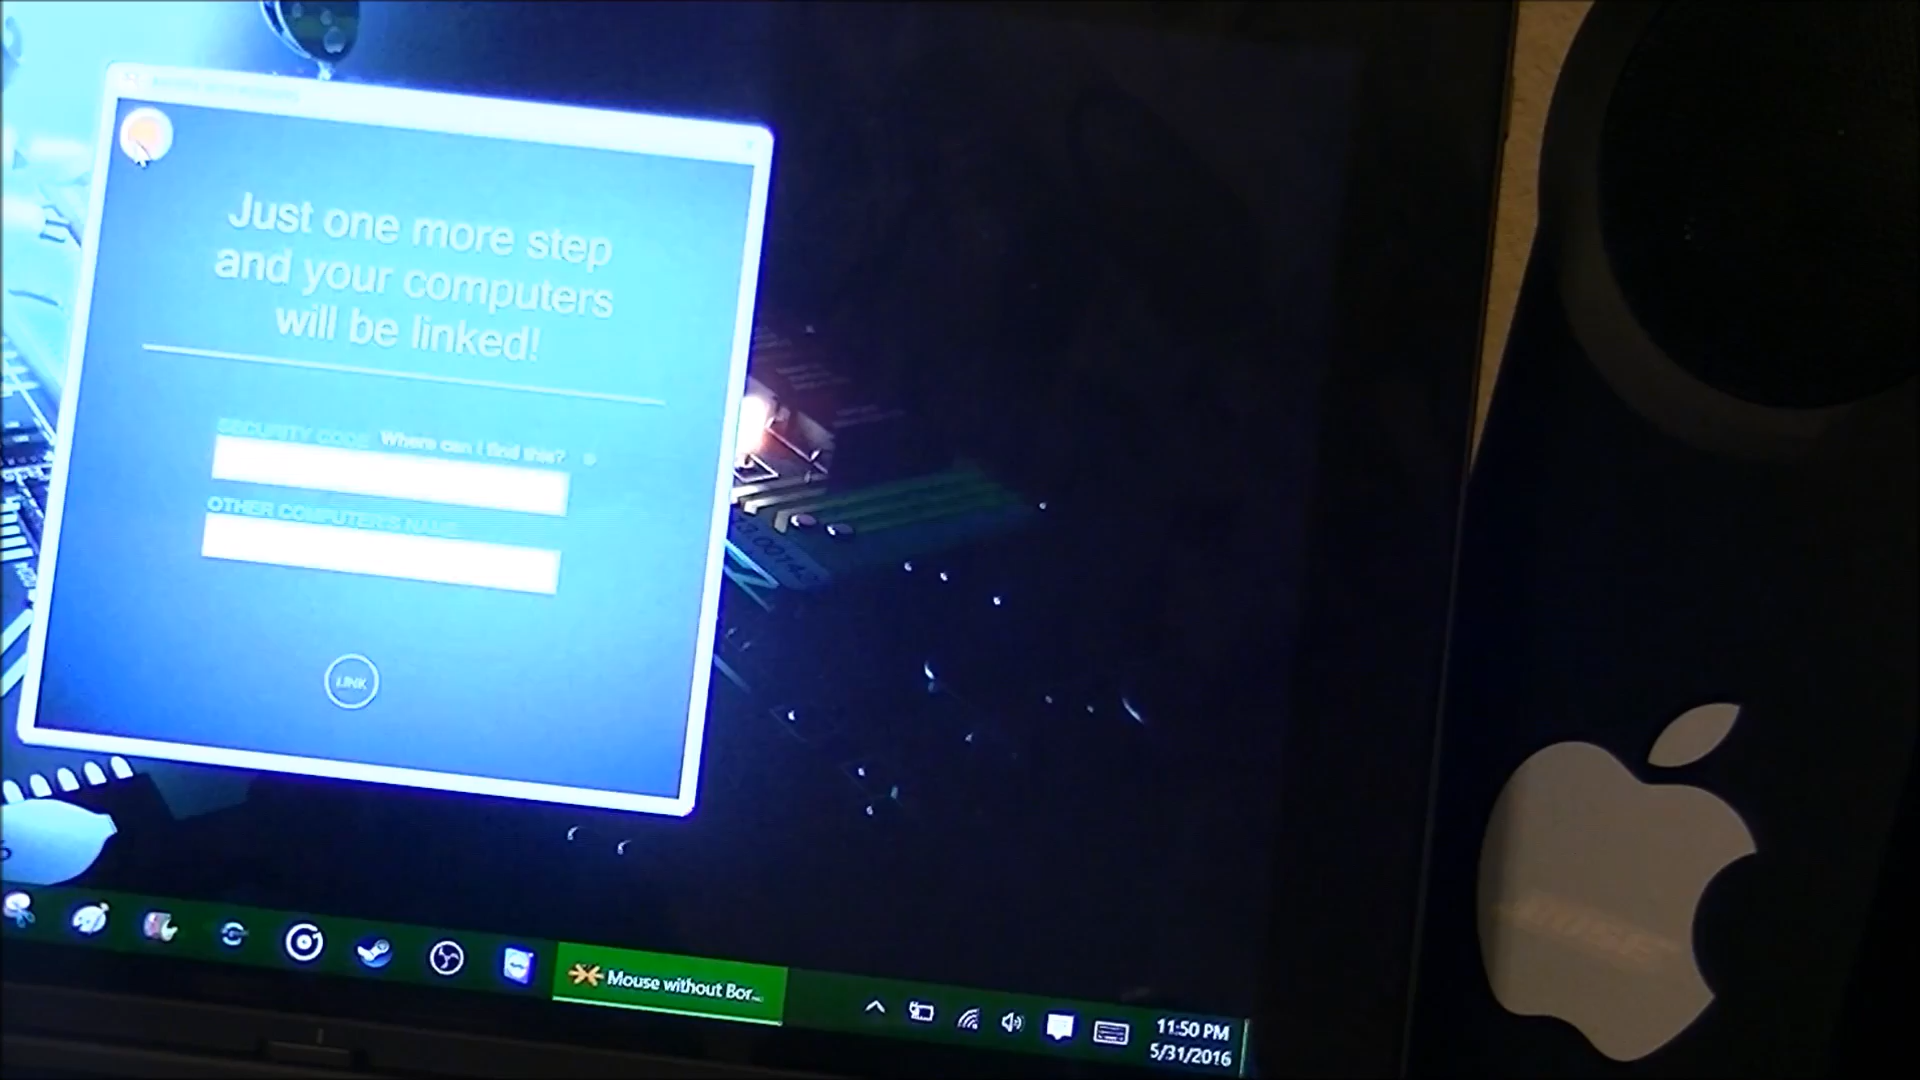 Just one more step
and your computers
will be linked!
SECURITY CODE Where can I find this?
OTHER COMPUTER'S NAME
LINK
Mouse without Bor...
11:50 PM
5/31/2016
BOSE